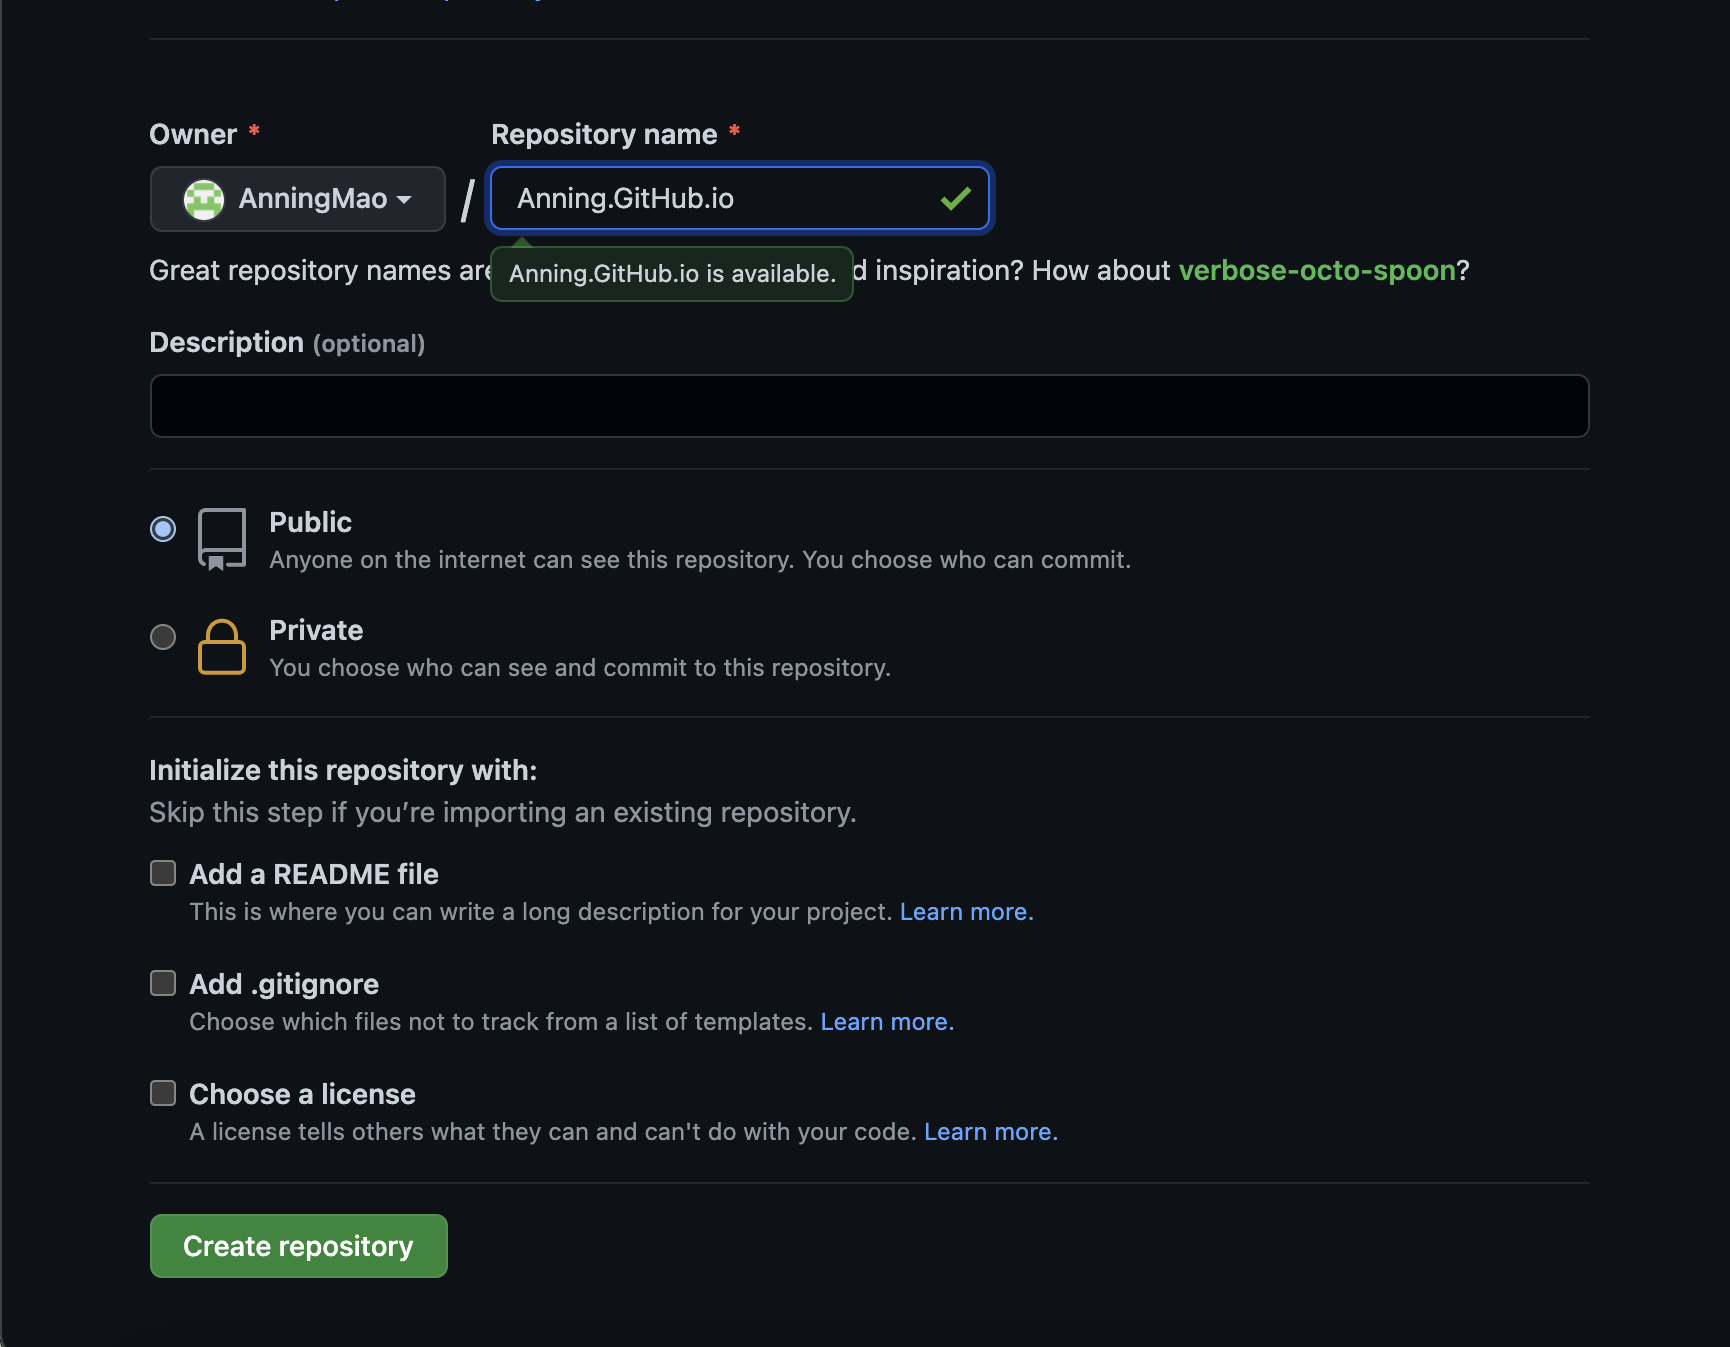 Owner *
Repository name *
AnningMao
/
Anning.GitHub.io
Great repository names are
Anning.GitHub.io is available.
d inspiration? How about verbose-octo-spoon?
Description (optional)
Public
Anyone on the internet can see this repository. You choose who can commit.
Private
You choose who can see and commit to this repository.
Initialize this repository with:
Skip this step if you’re importing an existing repository.
Add a README file
This is where you can write a long description for your project. Learn more.
Add .gitignore
Choose which files not to track from a list of templates. Learn more.
Choose a license
A license tells others what they can and can't do with your code. Learn more.
Create repository